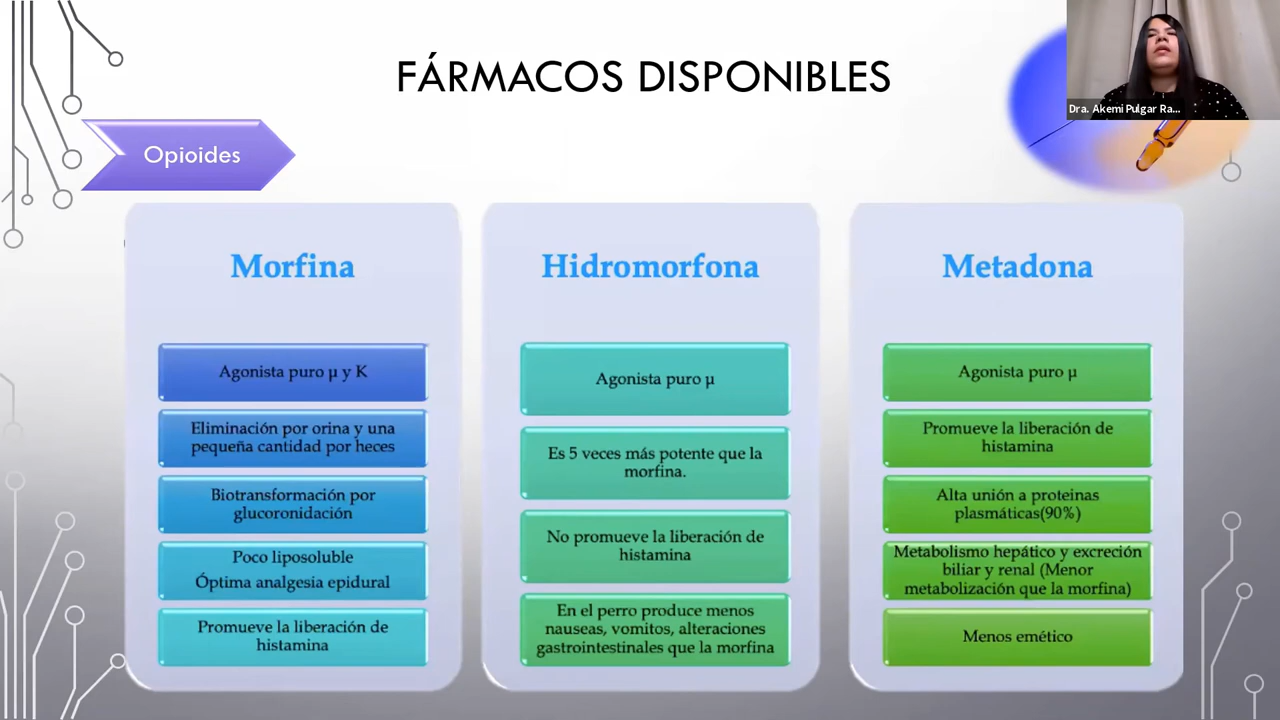 FÁRMACOS DISPONIBLES
Dra. Akemi Pulgar Ra...
Opioides
Morfina
Agonista puro µ y K
Eliminación por orina y una
pequeña cantidad por heces
Biotransformación por
glucoronidación
Poco liposoluble
Óptima analgesia epidural
Promueve la liberación de
histamina
Hidromorfona
Agonista puro µ
Es 5 veces más potente que la
morfina.
No promueve la liberación de
histamina
En el perro produce menos
nauseas, vomitos, alteraciones
gastrointestinales que la morfina
Metadona
Agonista puro µ
Promueve la liberación de
histamina
Alta unión a proteinas
plasmáticas(90%)
Metabolismo hepático y excreción
biliar y renal (Menor
metabolización que la morfina)
Menos emético